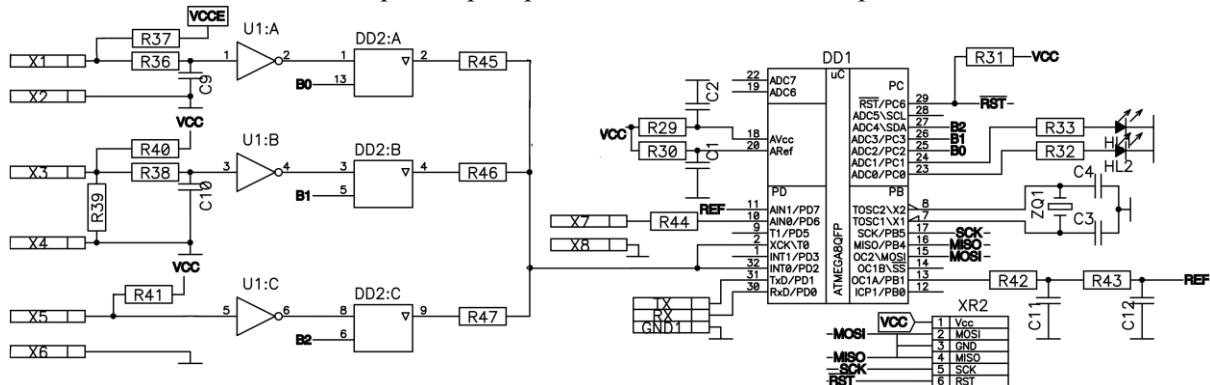 VCCE
R37
X1
R36
1
U1:A
2
C9
X2
DD2:A
1
2
B0
13
R45
VCC
R40
X3
R38
3
U1:B
4
R39
C10
X4
DD2:B
3
4
B1
5
R46
VCC
R41
X5
5
U1:C
6
X6
DD2:C
8
9
B2
6
R47
VCC
R29
R30
C2
C1
X7
R44
X8
REF
TX
RX
GND1
DD1
uC
ATMEGA8QFP
22 ADC7
19 ADC6
18 AVcc
20 ARef
PD
11 AIN1/PD7
10 AIN0/PD6
9 T1/PD5
2 XCK\T0
1 INT1/PD3
32 INT0/PD2
31 TxD/PD1
30 RxD/PD0
PC
RST/PC6 29
ADC5\SCL 28
ADC4\SDA 27 B2
ADC3/PC3 26 B1
ADC2/PC2 25 B0
ADC1/PC1 24
ADC0/PC0 23
PB
TOSC2\X2 8
TOSC1\X1 7
SCK/PB5 17 SCK
MISO/PB4 16 MISO
OC2\MOSI 15 MOSI
OC1B\SS 14
OC1A/PB1 13
ICP1/PB0 12
R31
VCC
RST
R33
R32
HL2
C4
ZQ1
C3
R42
R43
REF
C11
C12
XR2
VCC 1 Vcc
MOSI 2 MOSI
3 GND
MISO 4 MISO
SCK 5 SCK
RST 6 RST